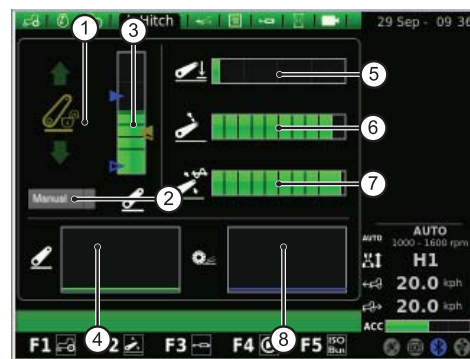 1
3
Hitch
29 Sep - 09 36
5
6
7
Manual
2
4
8
AUTO
AUTO
1000 - 1600 rpm
H1
20.0 kph
20.0 kph
ACC
F1
2
F3
F4
F5 ISO Bus